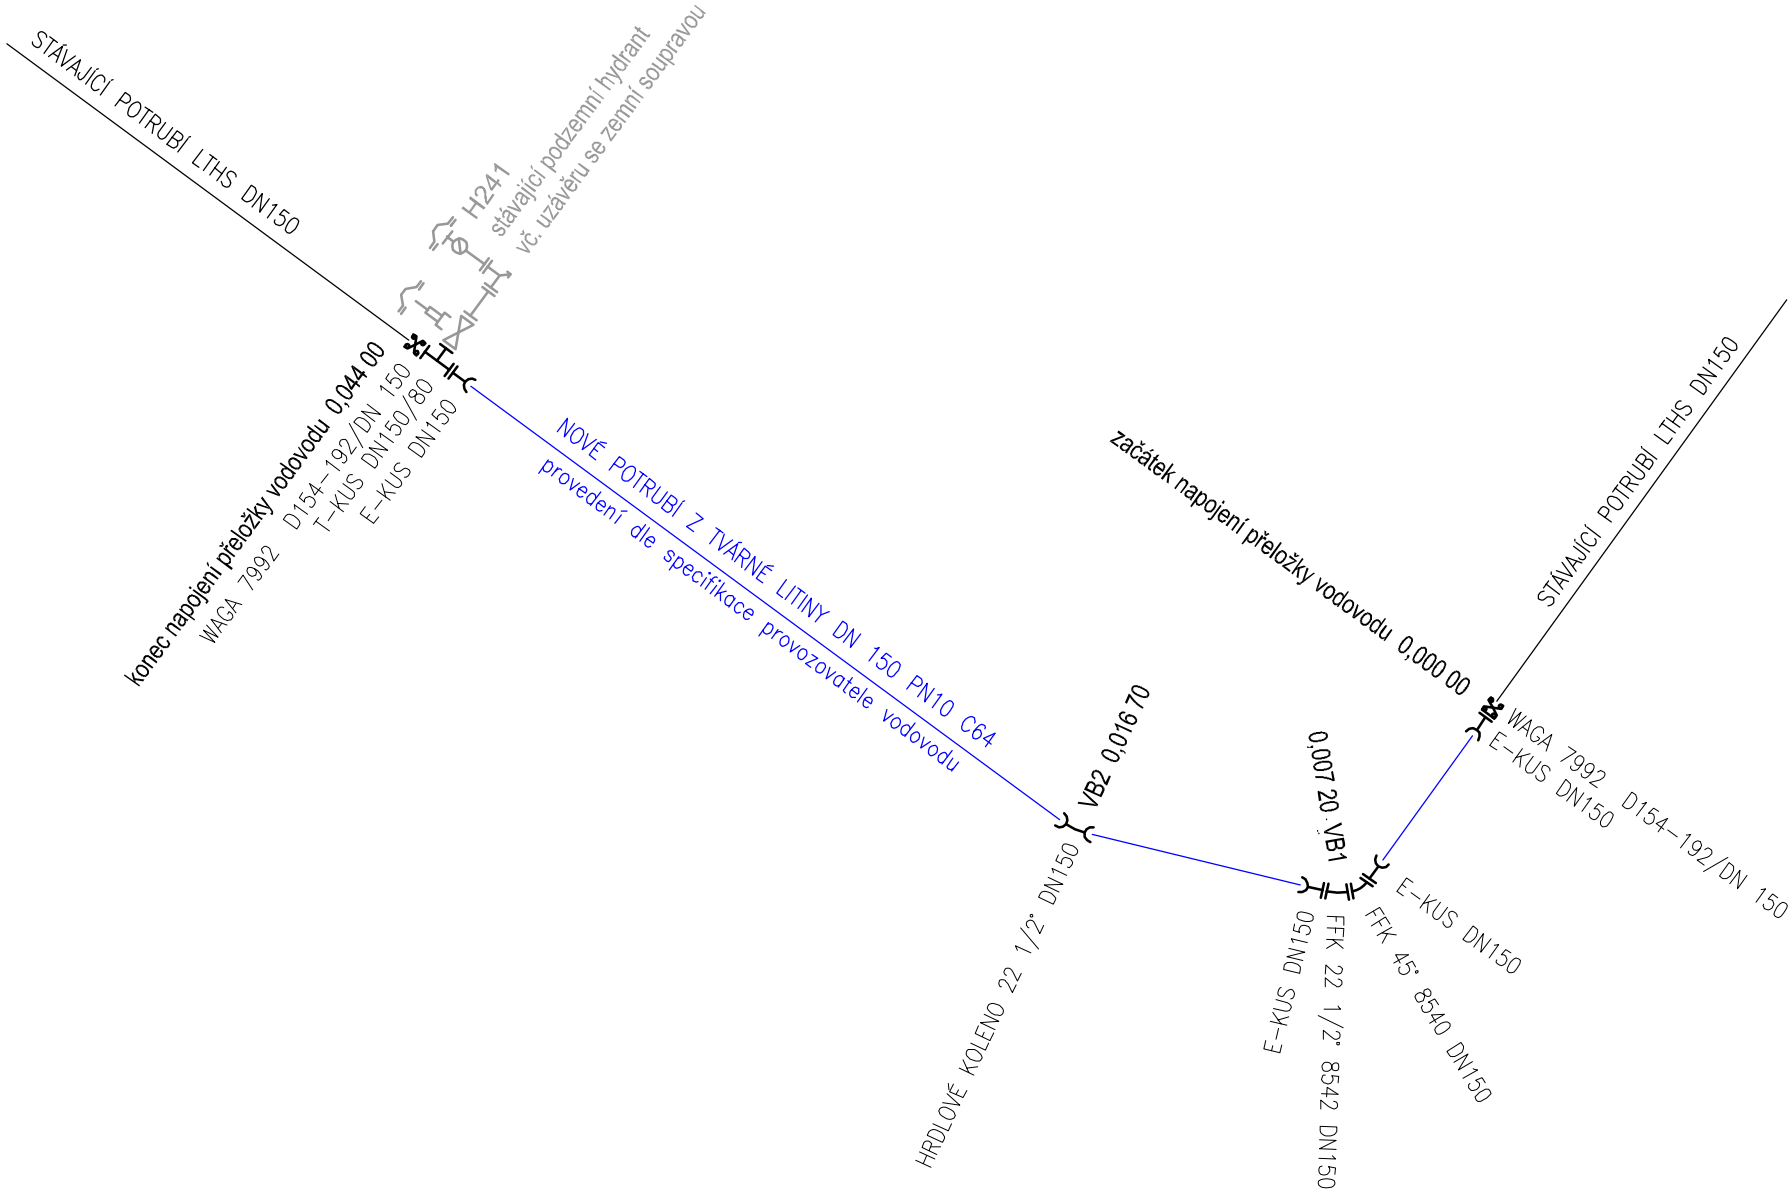 STÁVAJÍCÍ POTRUBÍ LTHS DN150
H241
stávající podzemní hydrant
vč. uzávěru se zemní soupravou
konec napojení přeložky vodovodu 0,044 00
WAGA 7992 D154-192/DN 150
T-KUS DN150/80
E-KUS DN150
NOVÉ POTRUBÍ Z TVÁRNÉ LITINY DN 150 PN10 C64
provedení dle specifikace provozovatele vodovodu
VB2 0,016 70
HRDLOVÉ KOLENO 22 1/2° DN150
0,007 20 VB1
E-KUS DN150
FFK 22 1/2° 8542 DN150
FFK 45° 8540 DN150
E-KUS DN150
začátek napojení přeložky vodovodu 0,000 00
WAGA 7992 D154-192/DN 150
E-KUS DN150
STÁVAJÍCÍ POTRUBÍ LTHS DN150